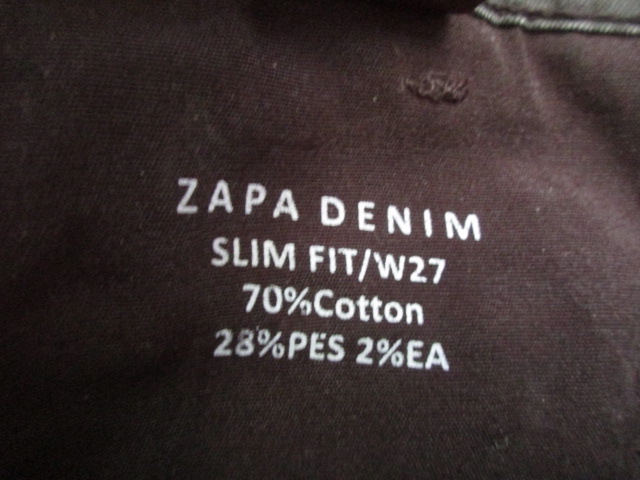 ZAPA DENIM
SLIM FIT/W27
70%Cotton
28%PES 2%EA